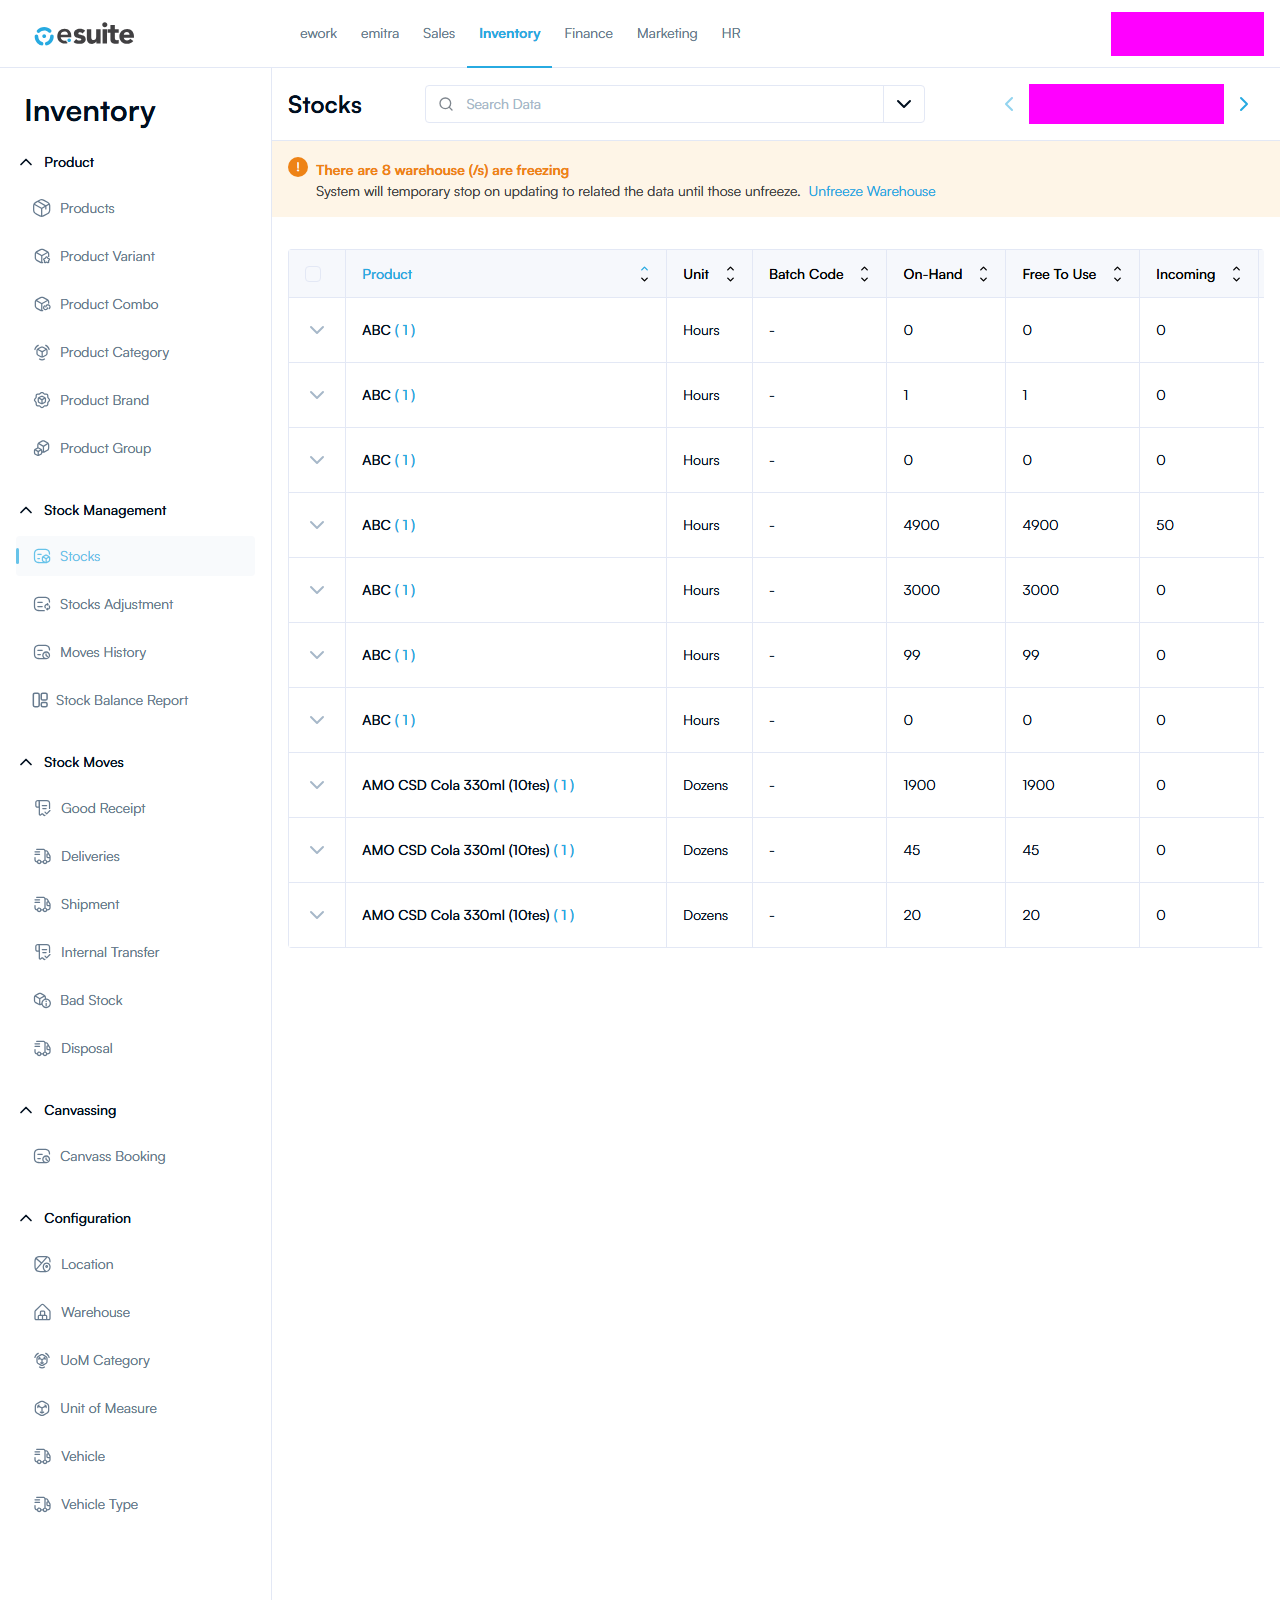 esuite
ework emitra Sales Inventory Finance Marketing HR
Inventory
Product
Products
Product Variant
Product Combo
Product Category
Product Brand
Product Group
Stock Management
Stocks
Stocks Adjustment
Moves History
Stock Balance Report
Stock Moves
Good Receipt
Deliveries
Shipment
Internal Transfer
Bad Stock
Disposal
Canvassing
Canvass Booking
Configuration
Location
Warehouse
UoM Category
Unit of Measure
Vehicle
Vehicle Type
Stocks
Search Data
There are 8 warehouse (/s) are freezing
System will temporary stop on updating to related the data until those unfreeze. Unfreeze Warehouse
Product Unit Batch Code On-Hand Free To Use Incoming
ABC (1) Hours - 0 0 0
ABC (1) Hours - 1 1 0
ABC (1) Hours - 0 0 0
ABC (1) Hours - 4900 4900 50
ABC (1) Hours - 3000 3000 0
ABC (1) Hours - 99 99 0
ABC (1) Hours - 0 0 0
AMO CSD Cola 330ml (10tes) (1) Dozens - 1900 1900 0
AMO CSD Cola 330ml (10tes) (1) Dozens - 45 45 0
AMO CSD Cola 330ml (10tes) (1) Dozens - 20 20 0